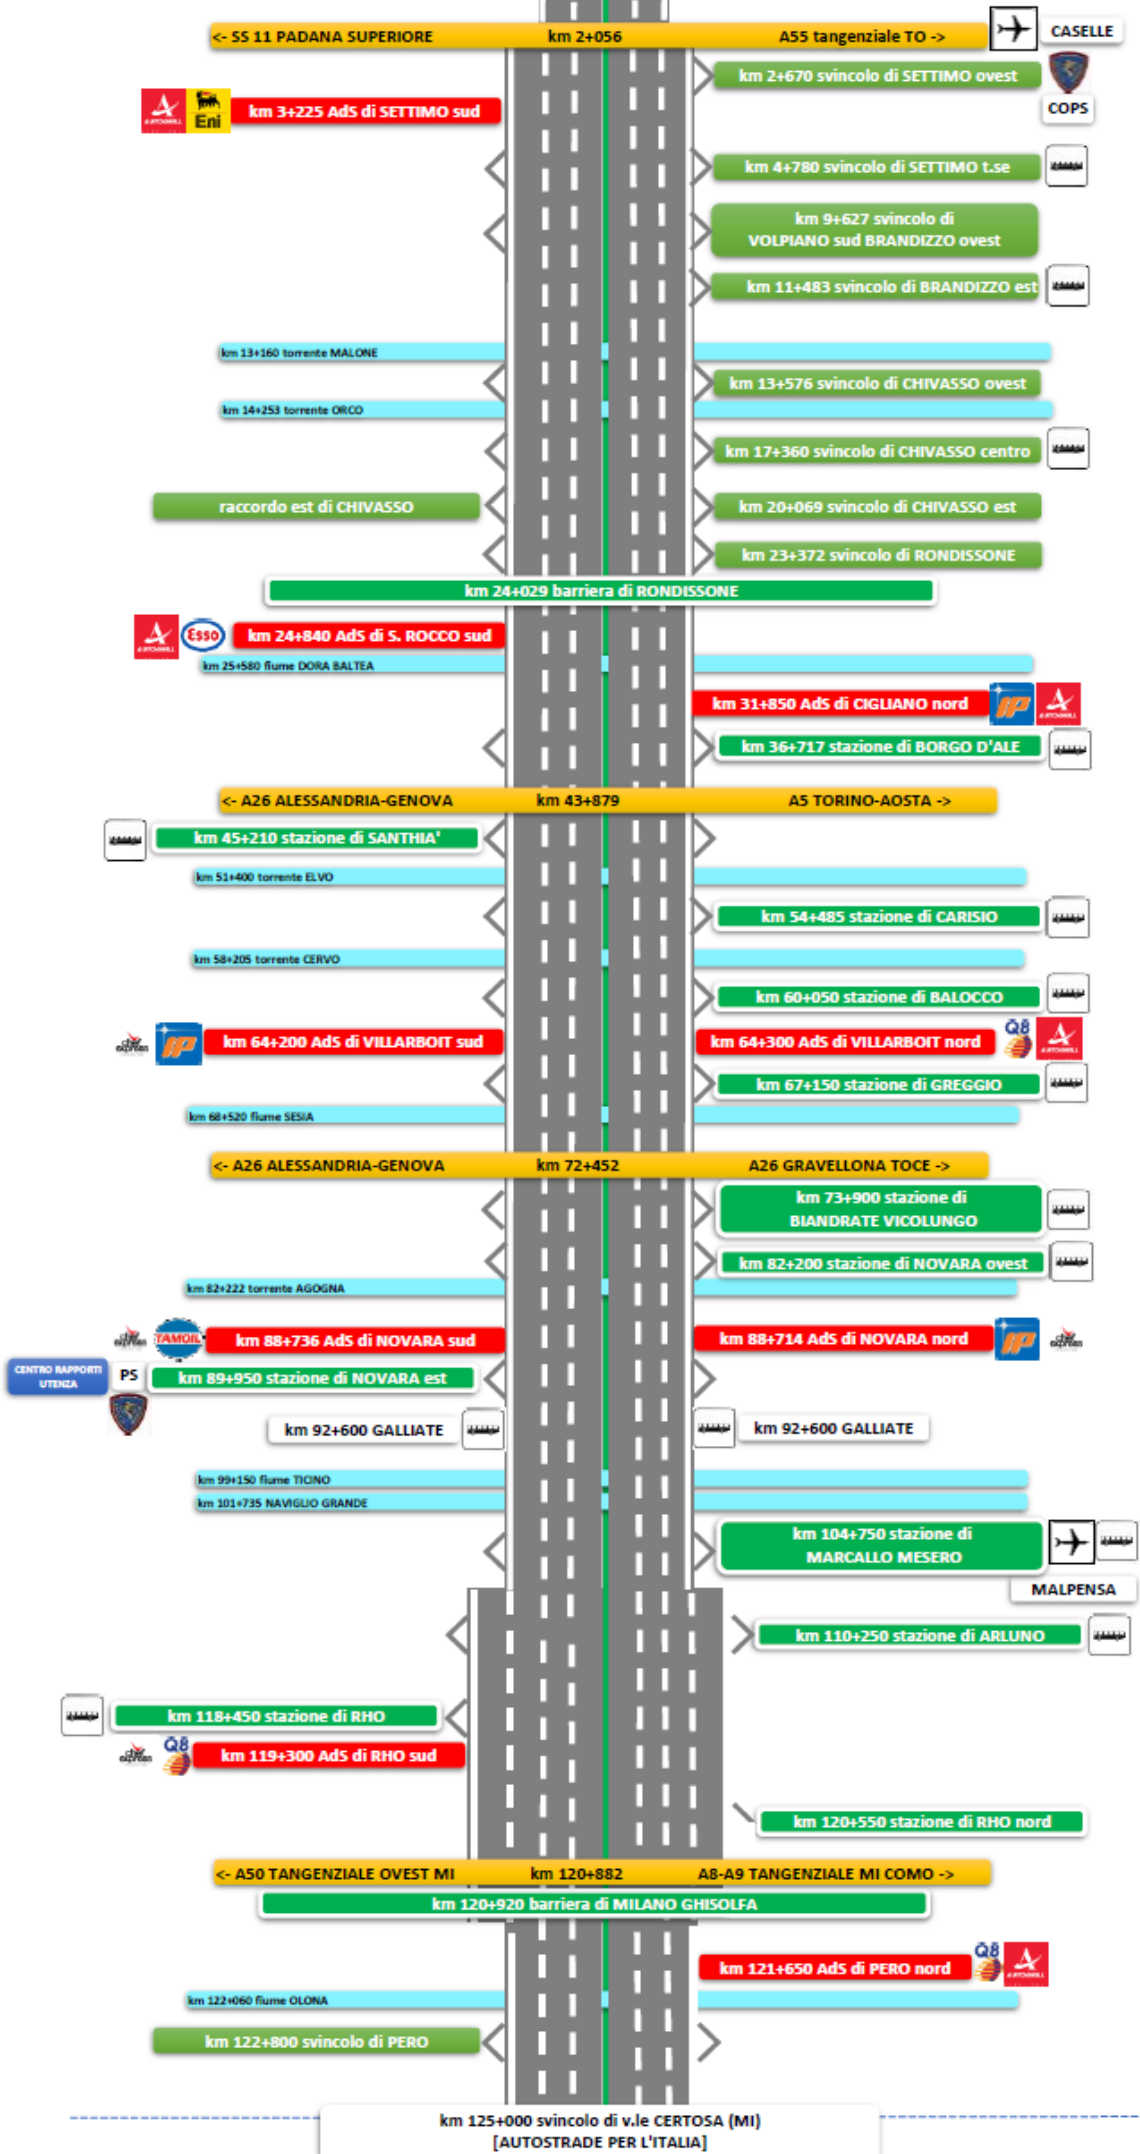 <- SS 11 PADANA SUPERIORE km 2+056 A55 tangenziale TO -> CASELLE
km 2+670 svincolo di SETTIMO ovest
COPS
Eni km 3+225 AdS di SETTIMO sud
km 4+780 svincolo di SETTIMO t.se
km 9+627 svincolo di
VOLPIANO sud BRANDIZZO ovest
km 11+483 svincolo di BRANDIZZO est
km 13+160 torrente MALONE
km 13+576 svincolo di CHIVASSO ovest
km 14+253 torrente ORCO
km 17+360 svincolo di CHIVASSO centro
raccordo est di CHIVASSO km 20+069 svincolo di CHIVASSO est
km 23+372 svincolo di RONDISSONE
km 24+029 barriera di RONDISSONE
Esso km 24+840 AdS di S. ROCCO sud
km 25+580 fiume DORA BALTEA
km 31+850 AdS di CIGLIANO nord IP
km 36+717 stazione di BORGO D'ALE
<- A26 ALESSANDRIA-GENOVA km 43+879 A5 TORINO-AOSTA ->
km 45+210 stazione di SANTHIA'
km 51+400 torrente ELVO
km 54+485 stazione di CARISIO
km 58+205 torrente CERVO
km 60+050 stazione di BALOCCO
chef express IP km 64+200 AdS di VILLARBOIT sud km 64+300 AdS di VILLARBOIT nord Q8
km 67+150 stazione di GREGGIO
km 68+520 fiume SESIA
<- A26 ALESSANDRIA-GENOVA km 72+452 A26 GRAVELLONA TOCE ->
km 73+900 stazione di
BIANDRATE VICOLUNGO
km 82+200 stazione di NOVARA ovest
km 82+222 torrente AGOGNA
chef express TAMOIL km 88+736 AdS di NOVARA sud km 88+714 AdS di NOVARA nord IP chef express
CENTRO RAPPORTI
UTENZA
PS km 89+950 stazione di NOVARA est
km 92+600 GALLIATE km 92+600 GALLIATE
km 99+150 fiume TICINO
km 101+735 NAVIGLIO GRANDE
km 104+750 stazione di
MARCALLO MESERO
MALPENSA
km 110+250 stazione di ARLUNO
km 118+450 stazione di RHO
chef express Q8 km 119+300 AdS di RHO sud
km 120+550 stazione di RHO nord
<- A50 TANGENZIALE OVEST MI km 120+882 A8-A9 TANGENZIALE MI COMO ->
km 120+920 barriera di MILANO GHISOLFA
km 121+650 AdS di PERO nord Q8
km 122+060 fiume OLONA
km 122+800 svincolo di PERO
km 125+000 svincolo di v.le CERTOSA (MI)
[AUTOSTRADE PER L'ITALIA]